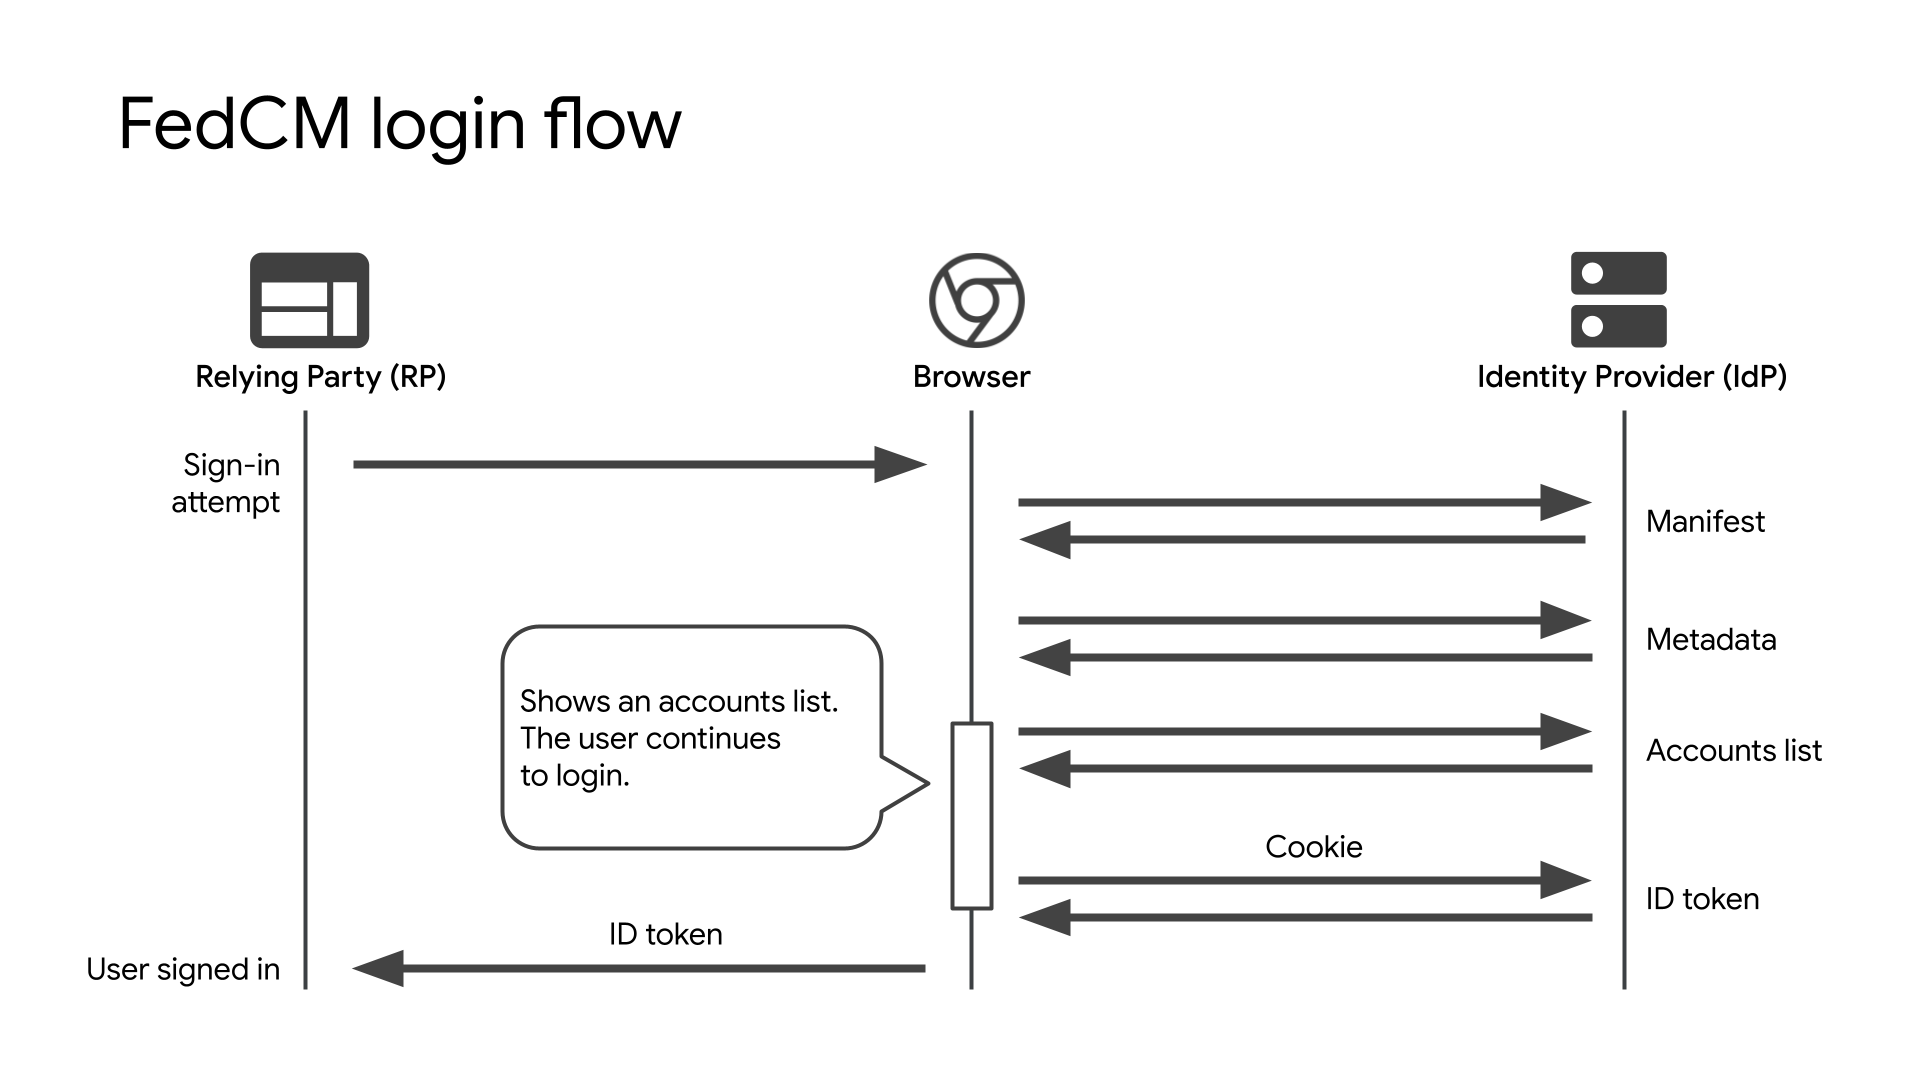 FedCM login flow
Relying Party (RP)
Browser
Identity Provider (IdP)
Sign-in
attempt
Manifest
Metadata
Shows an accounts list.
The user continues
to login.
Accounts list
Cookie
ID token
ID token
User signed in